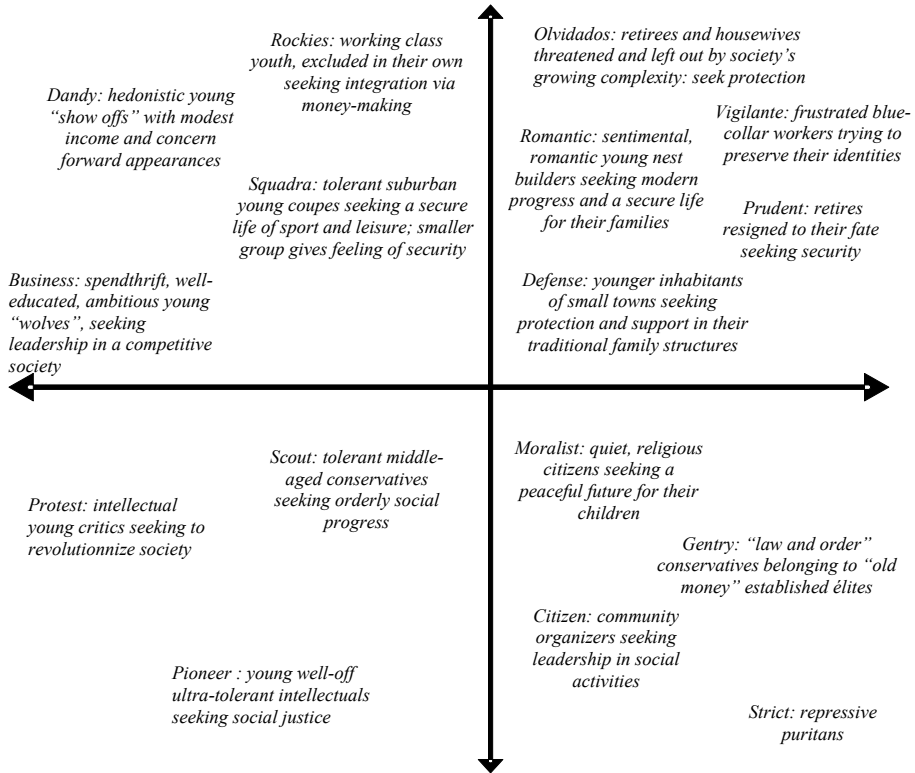 Rockies: working class
youth, excluded in their own
seeking integration via
money-making
Olvidados: retirees and housewives
threatened and left out by society’s
growing complexity: seek protection
Dandy: hedonistic young
“show offs” with modest
income and concern
forward appearances
Vigilante: frustrated blue-
collar workers trying to
preserve their identities
Romantic: sentimental,
romantic young nest
builders seeking modern
progress and a secure life
for their families
Squadra: tolerant suburban
young coupes seeking a secure
life of sport and leisure; smaller
group gives feeling of security
Prudent: retires
resigned to their fate
seeking security
Business: spendthrift, well-
educated, ambitious young
“wolves”, seeking
leadership in a competitive
society
Defense: younger inhabitants
of small towns seeking
protection and support in their
traditional family structures
Scout: tolerant middle-
aged conservatives
seeking orderly social
progress
Moralist: quiet, religious
citizens seeking a
peaceful future for their
children
Protest: intellectual
young critics seeking to
revolutionnize society
Gentry: “law and order”
conservatives belonging to “old
money” established élites
Citizen: community
organizers seeking
leadership in social
activities
Pioneer : young well-off
ultra-tolerant intellectuals
seeking social justice
Strict: repressive
puritans